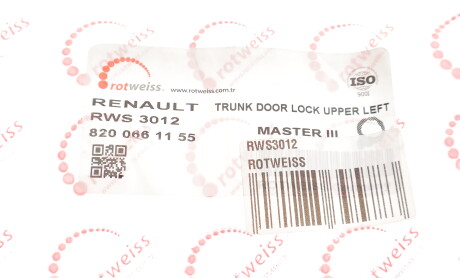 rotweiss.
www.rotweiss.com.tr
ISO
9001
RENAULT
TRUNK DOOR LOCK UPPER LEFT
RWS 3012
MASTER III
820 066 11 55
RWS3012
ROTWEISS